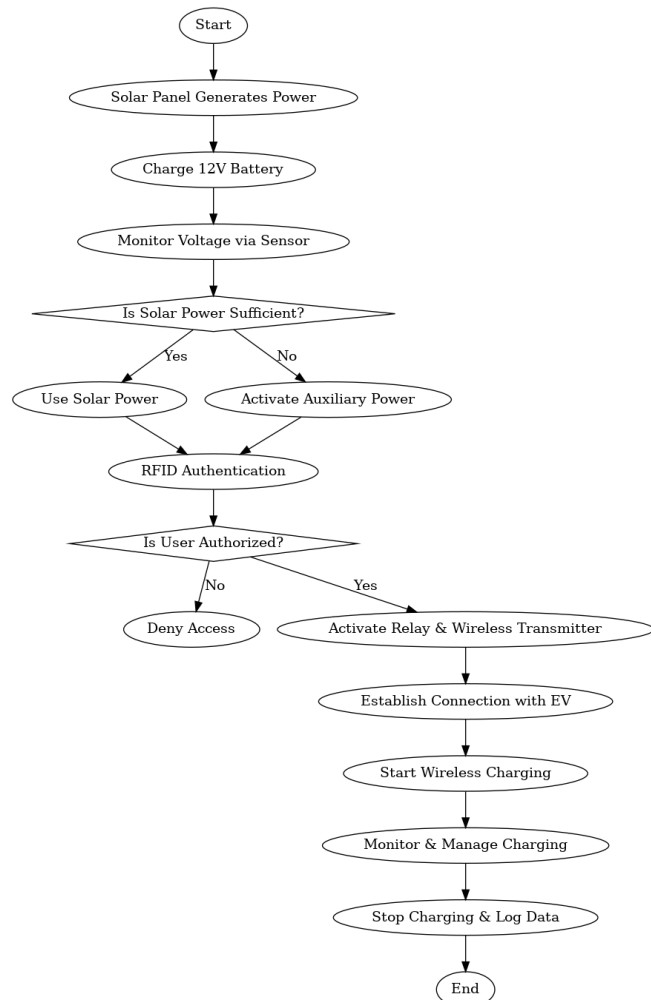 Start
Solar Panel Generates Power
Charge 12V Battery
Monitor Voltage via Sensor
Is Solar Power Sufficient?
Yes
No
Use Solar Power
Activate Auxiliary Power
RFID Authentication
Is User Authorized?
No
Yes
Deny Access
Activate Relay & Wireless Transmitter
Establish Connection with EV
Start Wireless Charging
Monitor & Manage Charging
Stop Charging & Log Data
End